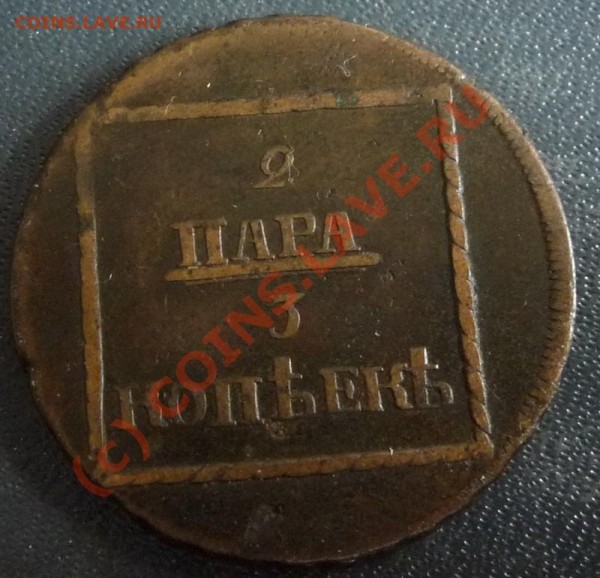 COINS.LAVE.RU
2
ПАРА
3
КОПѢЕКЪ
(c) COINS.LAVE.RU